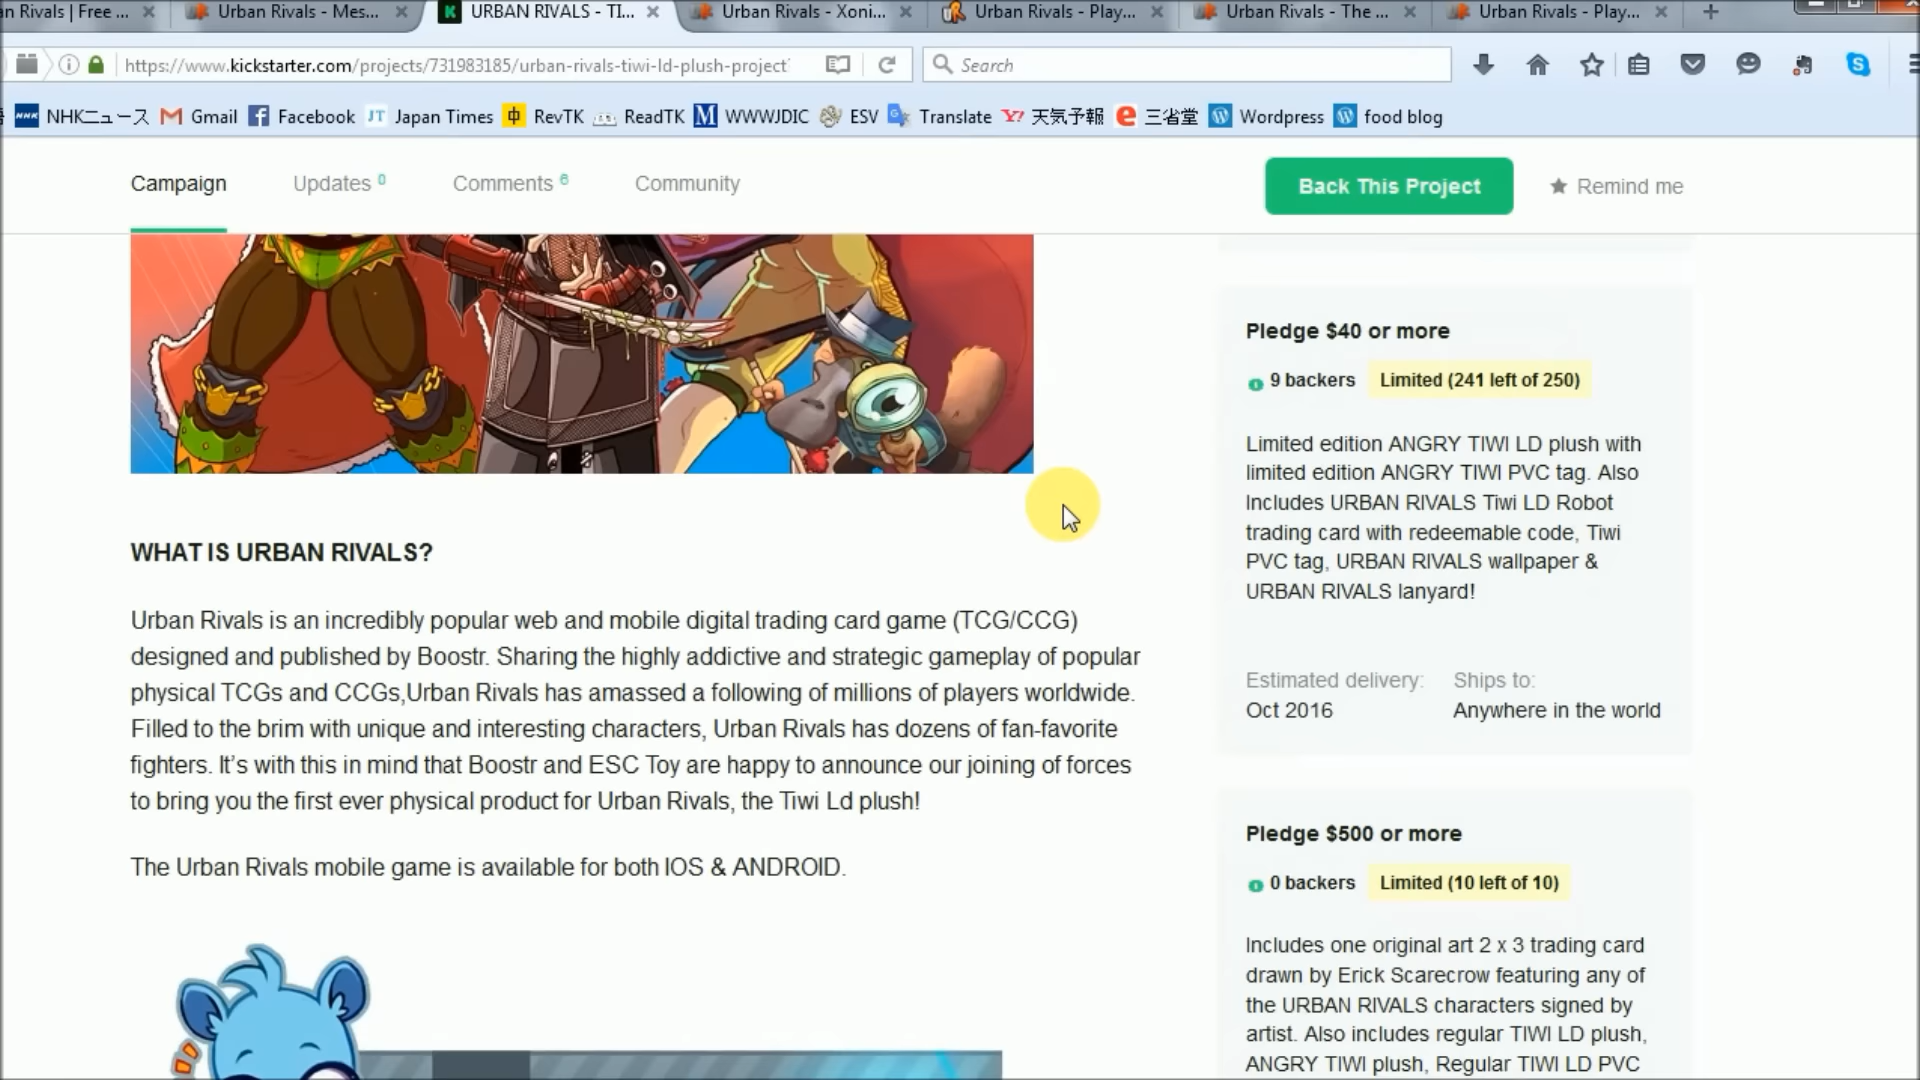 n Rivals | Free ...
Urban Rivals - Mes...
URBAN RIVALS - TI...
Urban Rivals - Xoni...
Urban Rivals - Play...
Urban Rivals - The ...
Urban Rivals - Play...
https://www.kickstarter.com/projects/731983185/urban-rivals-tiwi-ld-plush-project
Search
NHKニュース Gmail Facebook JT Japan Times 中 RevTK ReadTK M WWWJDIC ESV Translate Y! 天気予報 e 三省堂 Wordpress food blog
Campaign
Updates 0
Comments 6
Community
Back This Project
Remind me
WHAT IS URBAN RIVALS?
Urban Rivals is an incredibly popular web and mobile digital trading card game (TCG/CCG)
designed and published by Boostr. Sharing the highly addictive and strategic gameplay of popular
physical TCGs and CCGs,Urban Rivals has amassed a following of millions of players worldwide.
Filled to the brim with unique and interesting characters, Urban Rivals has dozens of fan-favorite
fighters. It’s with this in mind that Boostr and ESC Toy are happy to announce our joining of forces
to bring you the first ever physical product for Urban Rivals, the Tiwi Ld plush!
The Urban Rivals mobile game is available for both IOS & ANDROID.
Pledge $40 or more
9 backers Limited (241 left of 250)
Limited edition ANGRY TIWI LD plush with
limited edition ANGRY TIWI PVC tag. Also
Includes URBAN RIVALS Tiwi LD Robot
trading card with redeemable code, Tiwi
PVC tag, URBAN RIVALS wallpaper &
URBAN RIVALS lanyard!
Estimated delivery: Ships to:
Oct 2016 Anywhere in the world
Pledge $500 or more
0 backers Limited (10 left of 10)
Includes one original art 2 x 3 trading card
drawn by Erick Scarecrow featuring any of
the URBAN RIVALS characters signed by
artist. Also includes regular TIWI LD plush,
ANGRY TIWI plush, Regular TIWI LD PVC